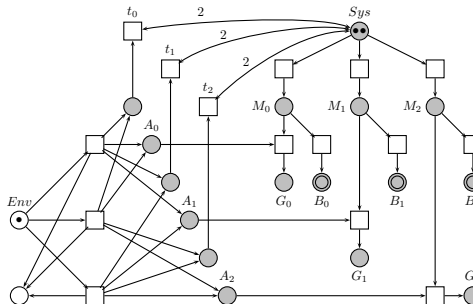 t0 2 Sys
t1 2
t2 2
M0 M1 M2
A0
G0 B0 B1 B
Env A1
G1
A2 G